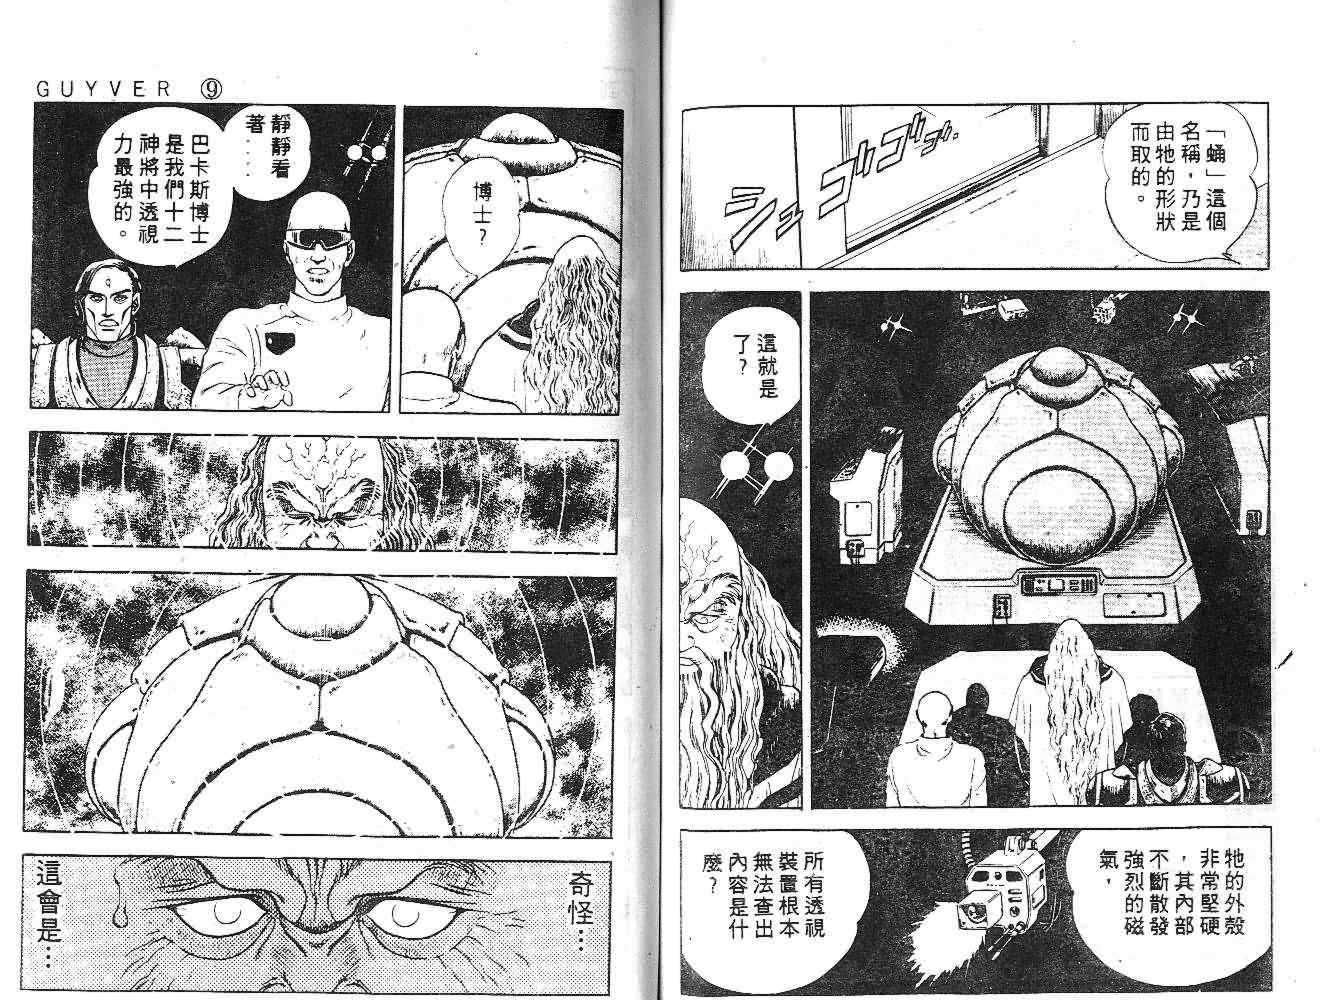 「蛹」這個
名稱，乃是
由牠的形狀
而取的。
シュゴゴゴ.
這就是
了？
牠的外殼
非常堅硬
，其內部
不斷散發
強烈的磁
氣，
所有透視
裝置根本
無法查出
內容是什
麼？
GUYVER ⑨
博士？
靜靜看
著……
巴卡斯博士
是我們十二
神將中透視
力最強的。
奇怪…
這會是…